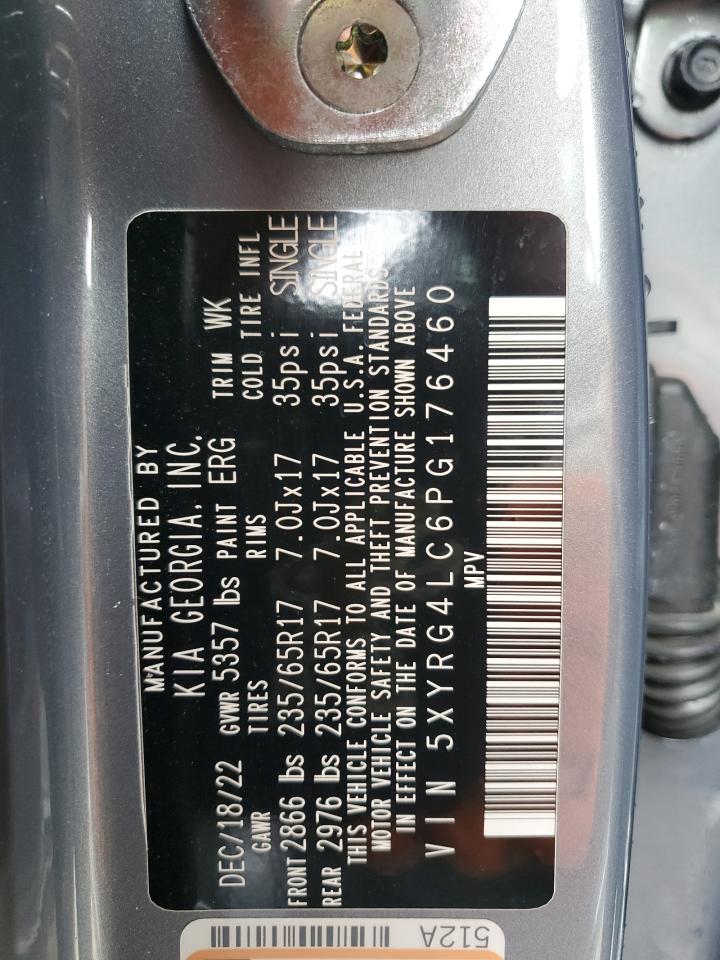 MANUFACTURED BY
KIA GEORGIA, INC.
DEC/18/22 GVWR 5357 lbs PAINT ERG TRIM WK
GAWR TIRES RIMS COLD TIRE INFL
FRONT 2866 lbs 235/65R17 7.0Jx17 35psi SINGLE
REAR 2976 lbs 235/65R17 7.0Jx17 35psi SINGLE
THIS VEHICLE CONFORMS TO ALL APPLICABLE U.S.A. FEDERAL
MOTOR VEHICLE SAFETY AND THEFT PREVENTION STANDARDS
IN EFFECT ON THE DATE OF MANUFACTURE SHOWN ABOVE
VIN 5XYRG4LC6PG176460
MPV
512A